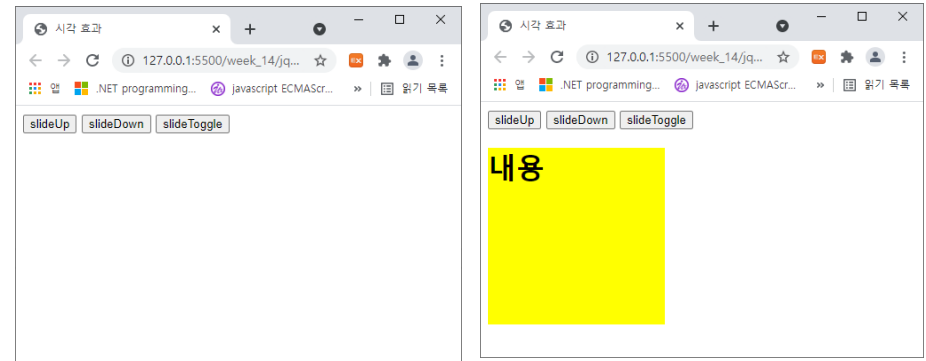 시각 효과
127.0.0.1:5500/week_14/jq...
앱 .NET programming... javascript ECMAScr... » 읽기 목록
slideUp slideDown slideToggle
시각 효과
127.0.0.1:5500/week_14/jq...
앱 .NET programming... javascript ECMAScr... » 읽기 목록
slideUp slideDown slideToggle
내용